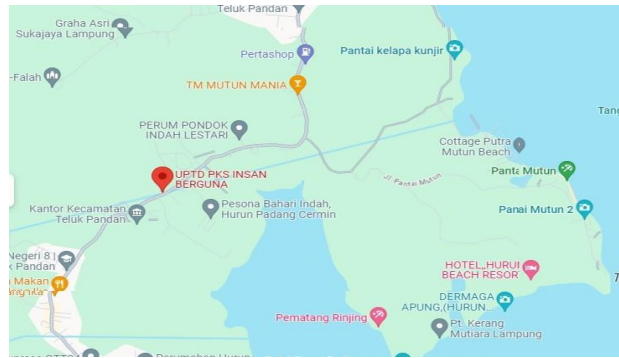 Teluk Pandan
Graha Asri
Sukajaya Lampung
Pertashop
Pantai kelapa kunjir
-Falah
TM MUTUN MANIA
Tang
PERUM PONDOK
INDAH LESTARI
Cottage Putra
Mutun Beach
UPTD PKS INSAN
BERGUNA
Jl. Pantai Mutun
Panta Mutun
Kantor Kecamatan
Teluk Pandan
Pesona Bahari Indah,
Hurun Padang Cermin
Panai Mutun 2
Negeri 8
k Pandan
Makan
HOTEL,,HURUI
BEACH RESOR
DERMAGA
APUNG,(HURUN...
Pematang Rinjing
Pt. Kerang
Mutiara Lampung